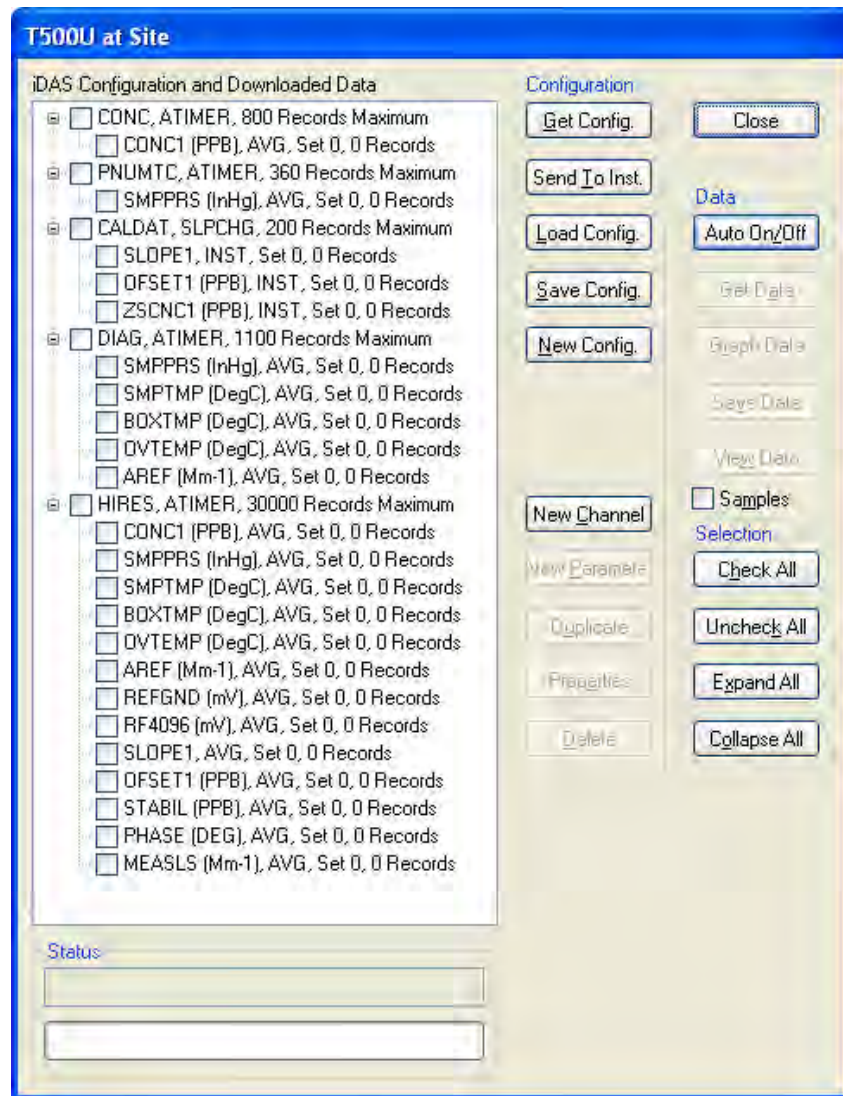 T500U at Site
iDAS Configuration and Downloaded Data
CONC, ATIMER, 800 Records Maximum
CONC1 (PPB), AVG, Set 0, 0 Records
PNUMTC, ATIMER, 360 Records Maximum
SMPPRS (InHg), AVG, Set 0, 0 Records
CALDAT, SLPCHG, 200 Records Maximum
SLOPE1, INST, Set 0, 0 Records
OFSET1 (PPB), INST, Set 0, 0 Records
ZSCNC1 (PPB), INST, Set 0, 0 Records
DIAG, ATIMER, 1100 Records Maximum
SMPPRS (InHg), AVG, Set 0, 0 Records
SMPTMP (DegC), AVG, Set 0, 0 Records
BOXTMP (DegC), AVG, Set 0, 0 Records
OVTEMP (DegC), AVG, Set 0, 0 Records
AREF (Mm-1), AVG, Set 0, 0 Records
HIRES, ATIMER, 30000 Records Maximum
CONC1 (PPB), AVG, Set 0, 0 Records
SMPPRS (InHg), AVG, Set 0, 0 Records
SMPTMP (DegC), AVG, Set 0, 0 Records
BOXTMP (DegC), AVG, Set 0, 0 Records
OVTEMP (DegC), AVG, Set 0, 0 Records
AREF (Mm-1), AVG, Set 0, 0 Records
REFGND (mV), AVG, Set 0, 0 Records
RF4096 (mV), AVG, Set 0, 0 Records
SLOPE1, AVG, Set 0, 0 Records
OFSET1 (PPB), AVG, Set 0, 0 Records
STABIL (PPB), AVG, Set 0, 0 Records
PHASE (DEG), AVG, Set 0, 0 Records
MEASLS (Mm-1), AVG, Set 0, 0 Records
Status
Configuration
Get Config.
Send To Inst.
Load Config.
Save Config.
New Config.
New Channel
New Paramete
Duplicate
Properties
Delete
Close
Data
Auto On/Off
Get Data
Graph Data
Save Data
View Data
Samples
Selection
Check All
Uncheck All
Expand All
Collapse All